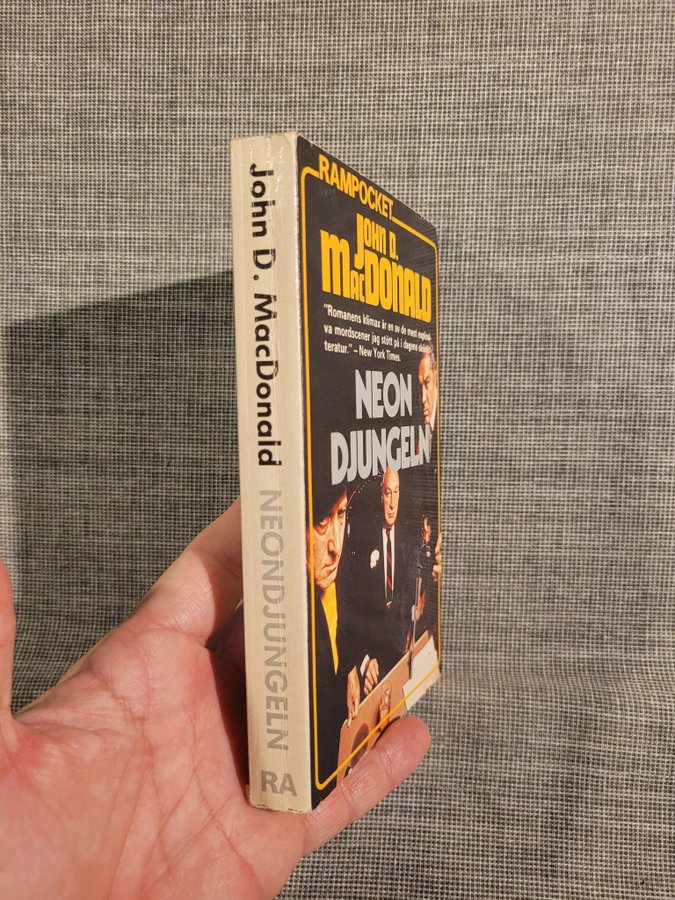 John D. MacDonald NEONDJUNGELN RA
RAMPOCKET
JOHN D.
MACDONALD
"Romanens klimax är en av de mest
va mordscener jag stött på i dagens
teratur." – New York Times.
NEON
DJUNGELN